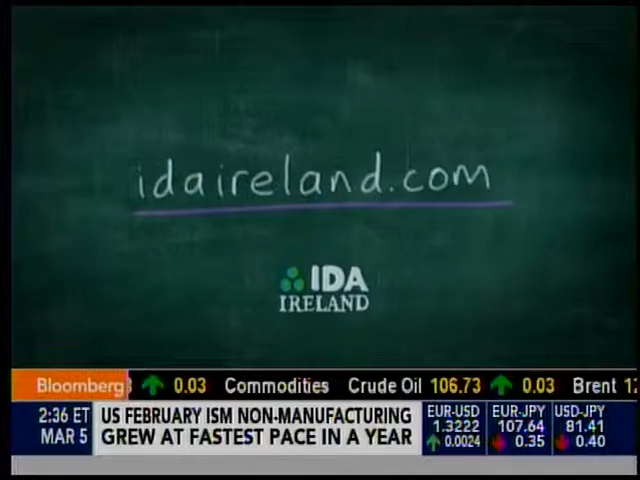 idaireland.com
IDA
IRELAND
Bloomberg 0.03 Commodities Crude Oil 106.73 0.03 Brent
2:36 ET
MAR 5
US FEBRUARY ISM NON-MANUFACTURING
GREW AT FASTEST PACE IN A YEAR
EUR-USD EUR-JPY USD-JPY
1.3222 107.64 81.41
0.0024 0.35 0.40